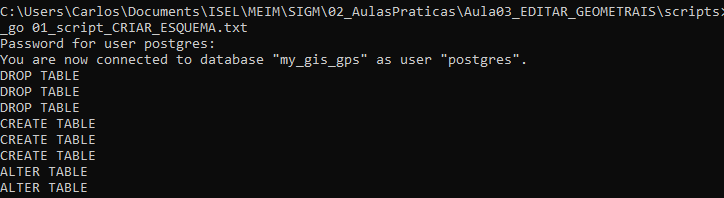 C:\Users\Carlos\Documents\ISEL\MEIM\SIGM\02_AulasPraticas\Aula03_EDITAR_GEOMETRAIS\scripts>
_go 01_script_CRIAR_ESQUEMA.txt
Password for user postgres:
You are now connected to database "my_gis_gps" as user "postgres".
DROP TABLE
DROP TABLE
DROP TABLE
CREATE TABLE
CREATE TABLE
CREATE TABLE
ALTER TABLE
ALTER TABLE